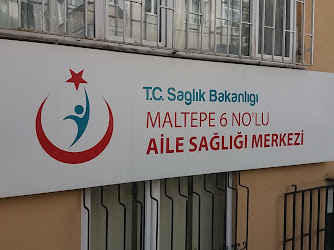 T.C. Sağlık Bakanlığı
MALTEPE 6 NO'LU
AİLE SAĞLIĞI MERKEZİ